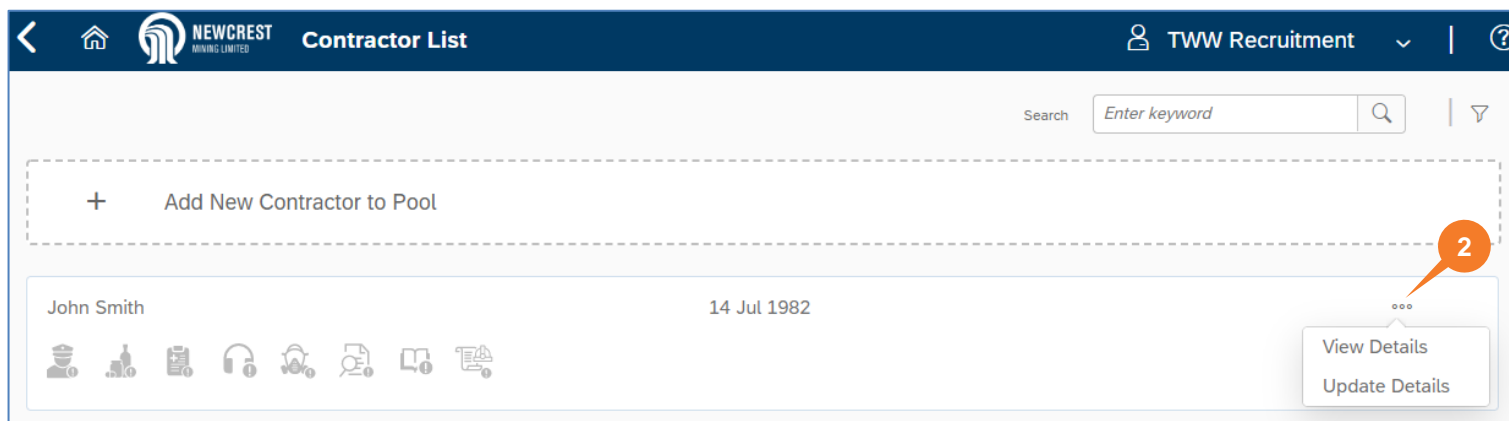 NEWCREST
MINING LIMITED
Contractor List
TWW Recruitment
Search
Enter keyword
+ Add New Contractor to Pool
2
John Smith
14 Jul 1982
View Details
Update Details